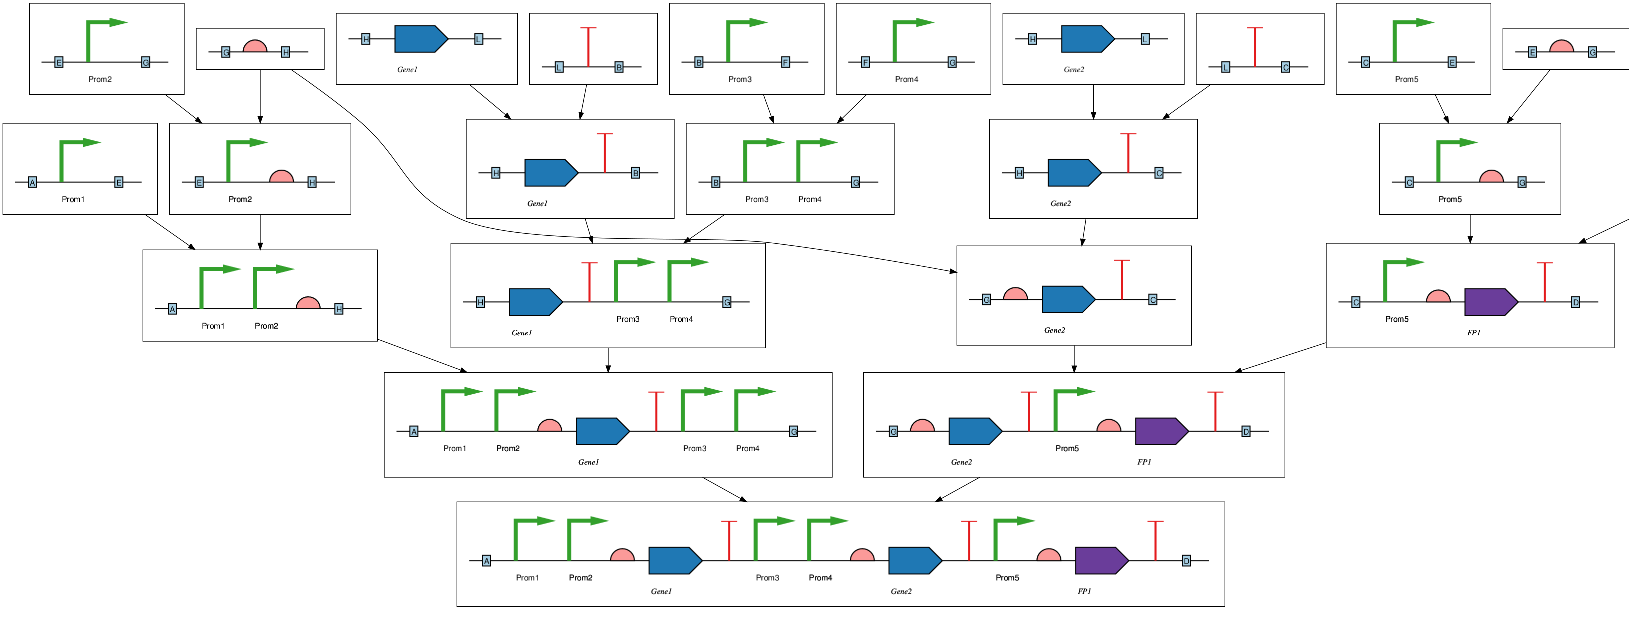 E G
Prom2
G H
H L
Gene1
L B
B F
Prom3
F G
Prom4
H L
Gene2
L C
C E
Prom5
E G
A E
Prom1
E H
Prom2
H B
Gene1
B G
Prom3 Prom4
H C
Gene2
C G
Prom5
A H
Prom1 Prom2
H G
Prom3 Prom4
Gene1
G C
Gene2
C D
Prom5
FP1
A G
Prom1 Prom2 Prom3 Prom4
Gene1
G D
Prom5
Gene2 FP1
A D
Prom1 Prom2 Prom3 Prom4 Prom5
Gene1 Gene2 FP1